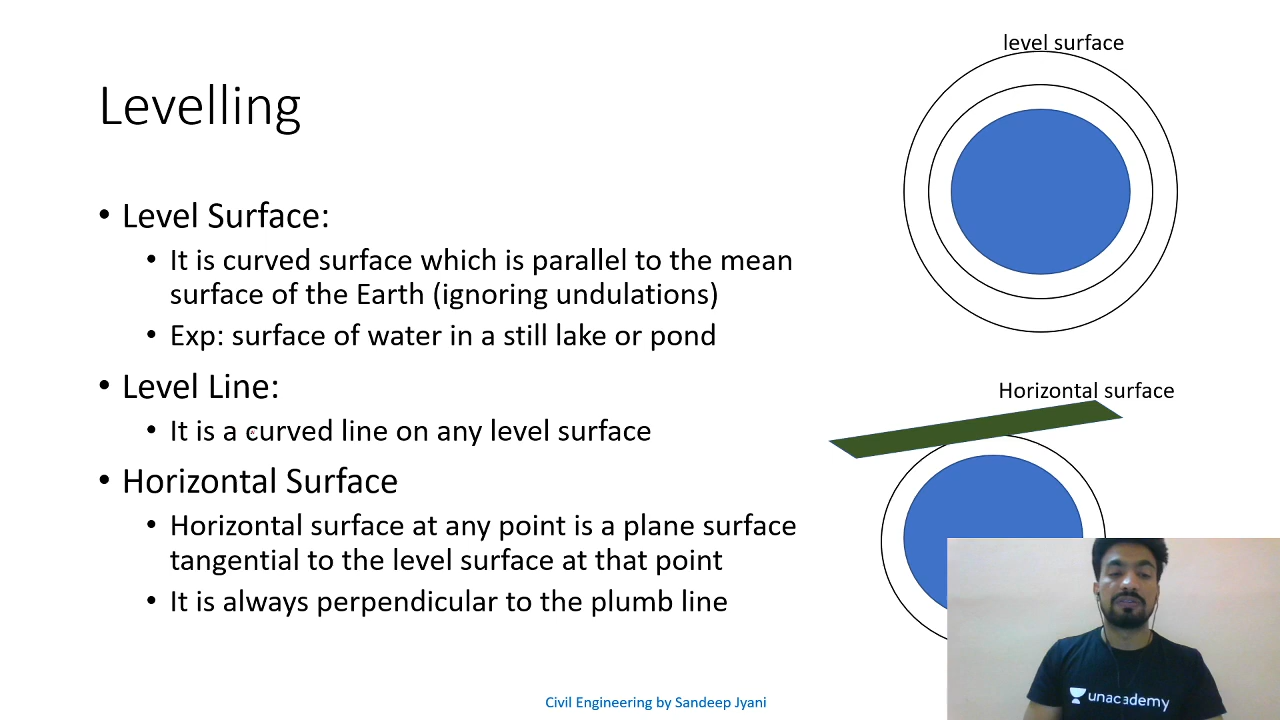 level surface
Levelling
• Level Surface:
• It is curved surface which is parallel to the mean
surface of the Earth (ignoring undulations)
• Exp: surface of water in a still lake or pond
• Level Line:
• It is a curved line on any level surface
• Horizontal Surface
• Horizontal surface at any point is a plane surface
tangential to the level surface at that point
• It is always perpendicular to the plumb line
Horizontal surface
unacademy
Civil Engineering by Sandeep Jyani